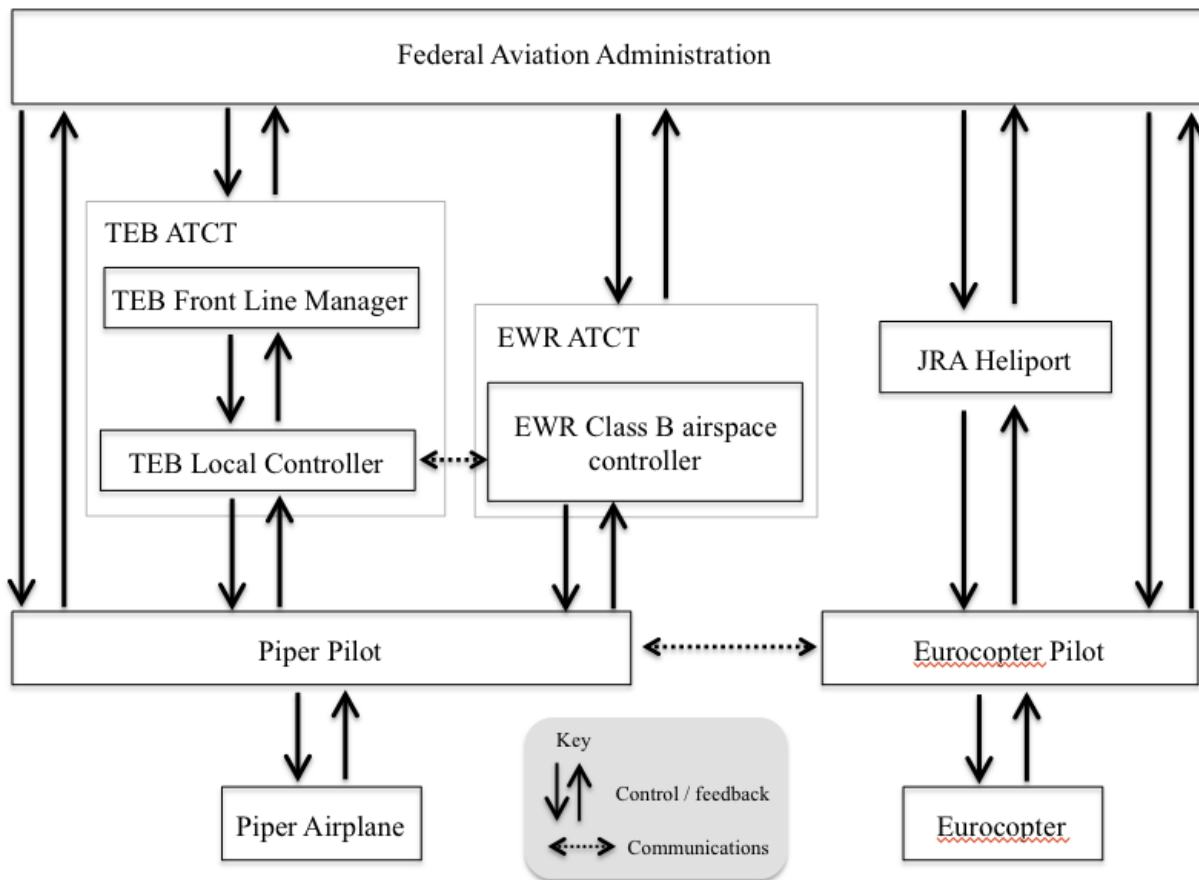 Federal Aviation Administration
TEB ATCT
TEB Front Line Manager
EWR ATCT
JRA Heliport
EWR Class B airspace
controller
TEB Local Controller
Piper Pilot
Eurocopter Pilot
Key
Control / feedback
Communications
Piper Airplane
Eurocopter